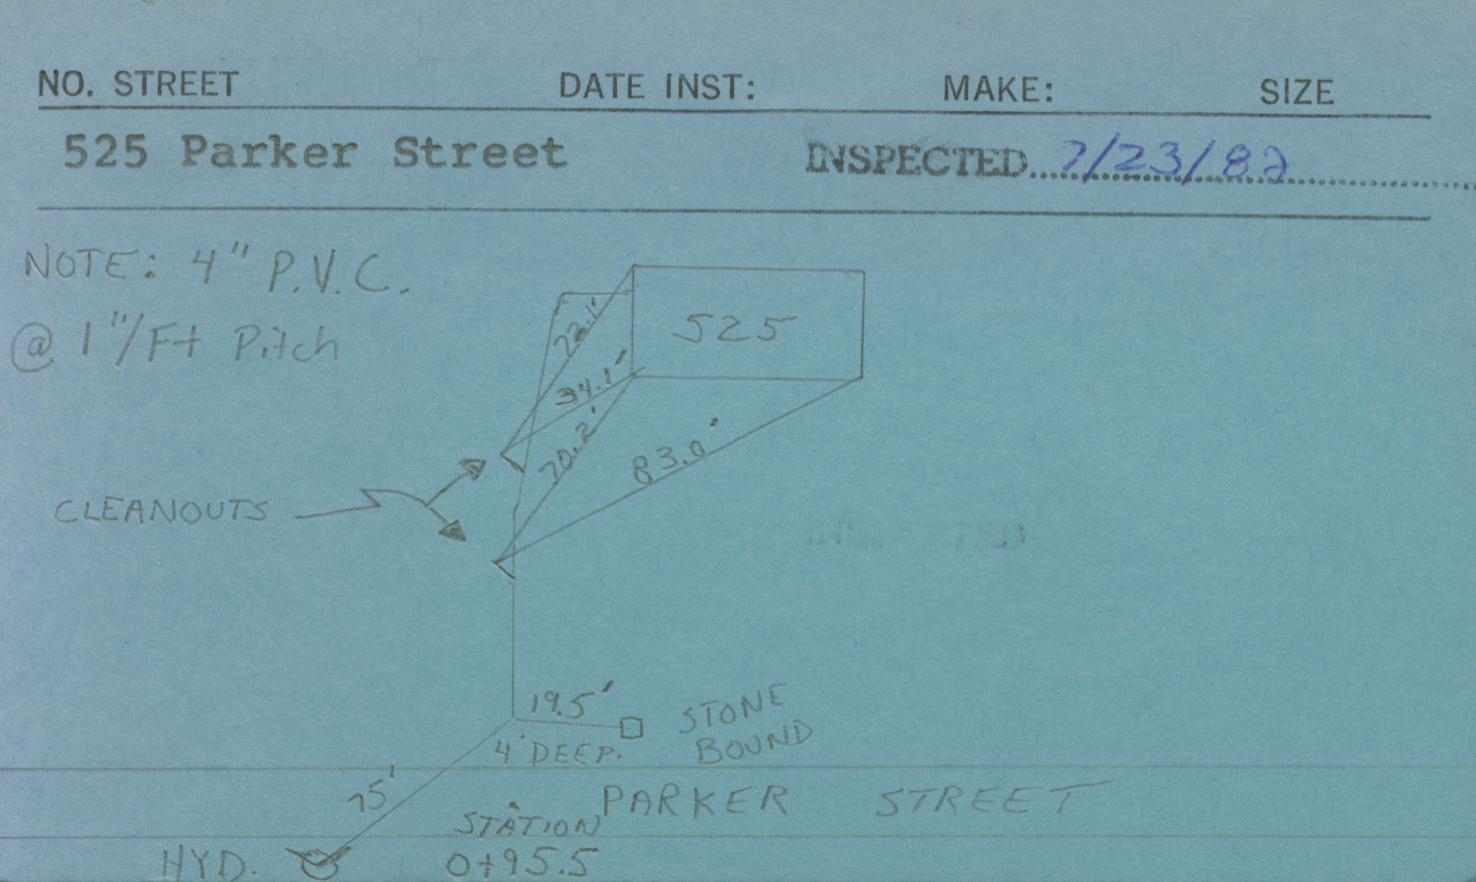 NO. STREET DATE INST: MAKE: SIZE
525 Parker Street INSPECTED 7/23/82
NOTE: 4" P.V.C.
@ 1"/Ft Pitch
525
72.1'
34.1'
70.2'
83.0'
CLEANOUTS
19.5'
STONE
BOUND
4' DEEP.
75'
PARKER STREET
STATION
0+95.5
HYD.